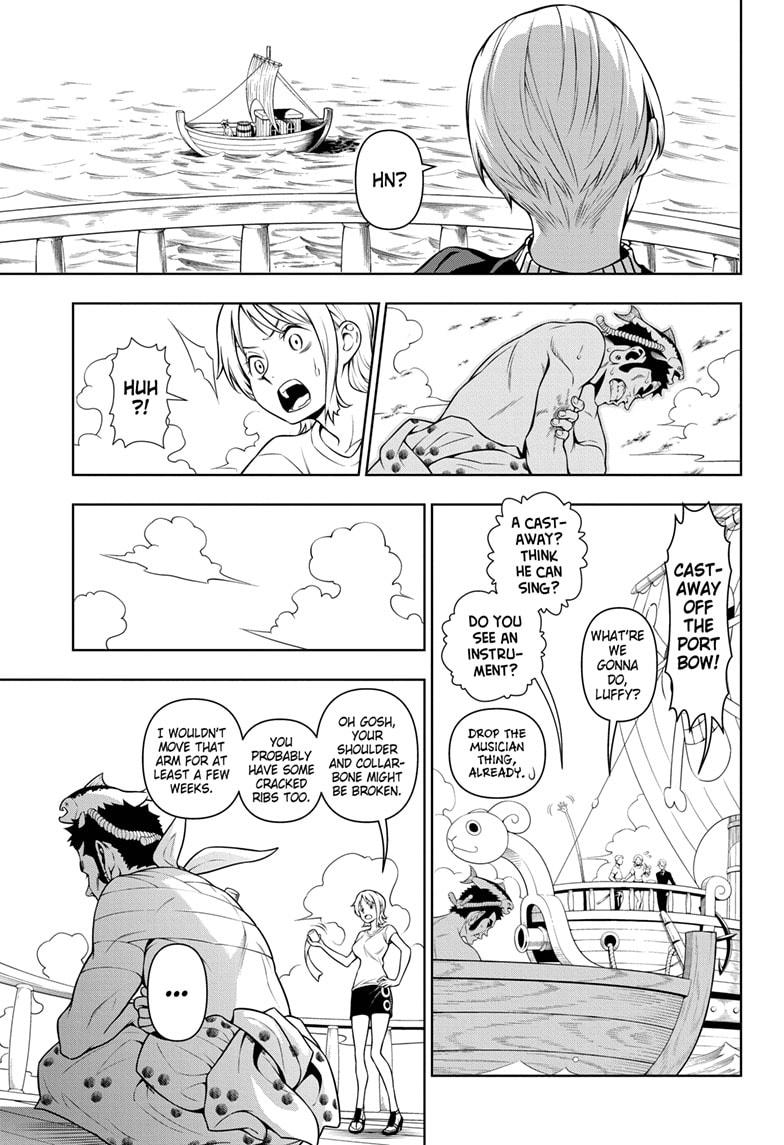 HN?
HUH
?!
CAST-
AWAY OFF
THE
PORT
BOW!
A CAST-
AWAY?
THINK
HE CAN
SING?
DO YOU
SEE AN
INSTRU-
MENT?
WHAT'RE
WE
GONNA
DO,
LUFFY?
DROP THE
MUSICIAN
THING,
ALREADY.
OH GOSH,
YOUR
SHOULDER
AND COLLAR-
BONE MIGHT
BE BROKEN.
YOU
PROBABLY
HAVE SOME
CRACKED
RIBS TOO.
I WOULDN'T
MOVE THAT
ARM FOR AT
LEAST A FEW
WEEKS.
...